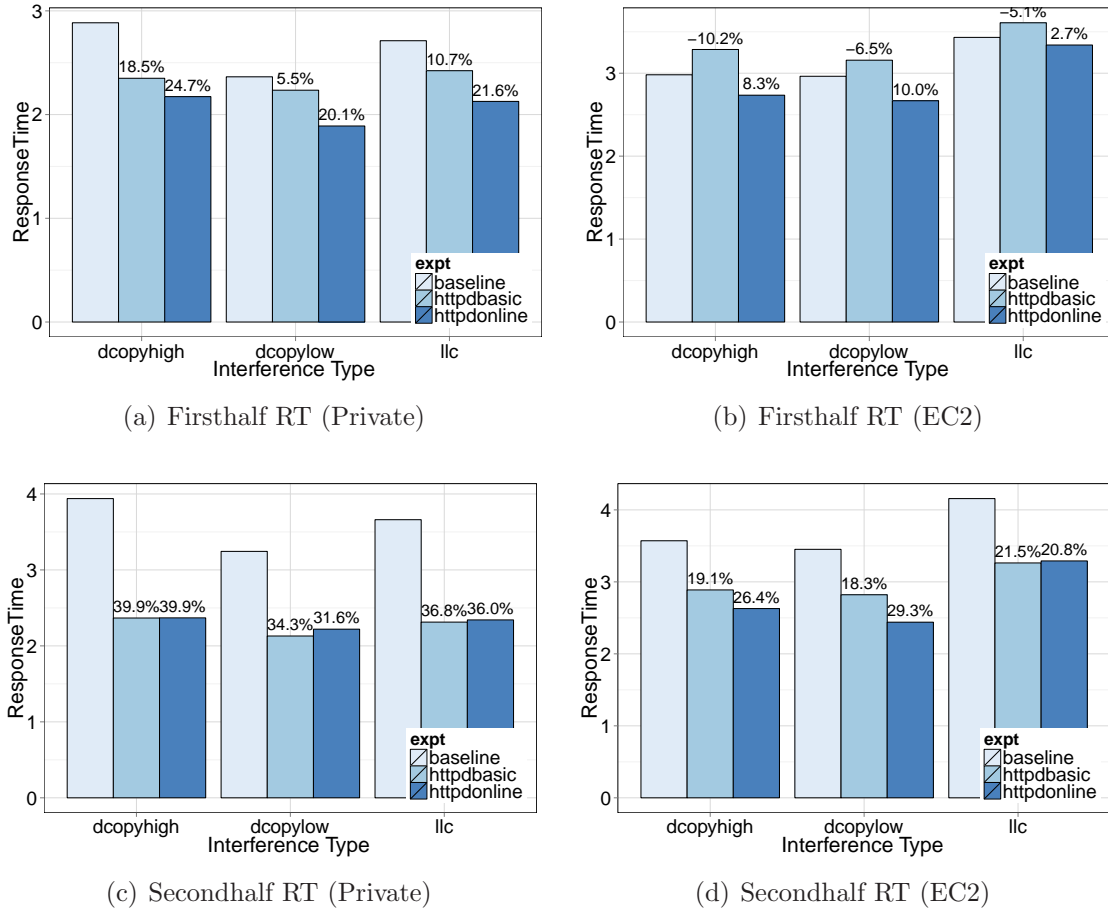 3
2
1
0
ResponseTime
18.5%
24.7%
5.5%
20.1%
10.7%
21.6%
expt
baseline
httpdbasic
httpdonline
dcopyhigh
dcopylow
llc
Interference Type
(a) Firsthalf RT (Private)
3
2
1
0
ResponseTime
−10.2%
8.3%
−6.5%
10.0%
−5.1%
2.7%
expt
baseline
httpdbasic
httpdonline
dcopyhigh
dcopylow
llc
Interference Type
(b) Firsthalf RT (EC2)
4
3
2
1
0
ResponseTime
39.9%
39.9%
34.3%
31.6%
36.8%
36.0%
expt
baseline
httpdbasic
httpdonline
dcopyhigh
dcopylow
llc
Interference Type
(c) Secondhalf RT (Private)
4
3
2
1
0
ResponseTime
19.1%
26.4%
18.3%
29.3%
21.5%
20.8%
expt
baseline
httpdbasic
httpdonline
dcopyhigh
dcopylow
llc
Interference Type
(d) Secondhalf RT (EC2)